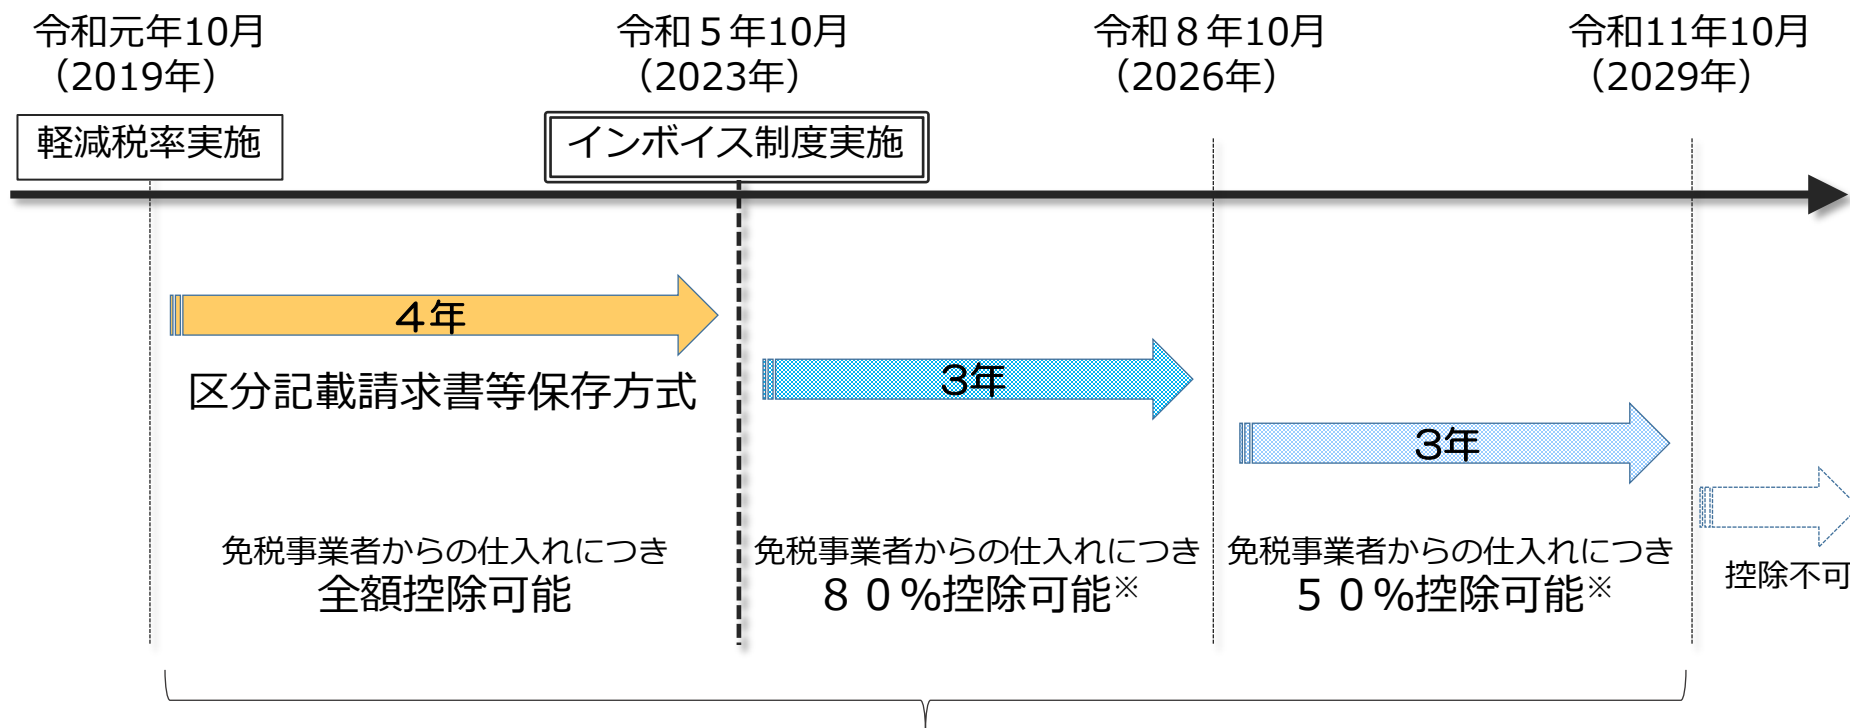 令和元年10月
（2019年）
令和５年10月
（2023年）
令和８年10月
（2026年）
令和11年10月
（2029年）
軽減税率実施
インボイス制度実施
４年
区分記載請求書等保存方式
３年
３年
免税事業者からの仕入れにつき
全額控除可能
免税事業者からの仕入れにつき
８０%控除可能※
免税事業者からの仕入れにつき
５０%控除可能※
控除不可